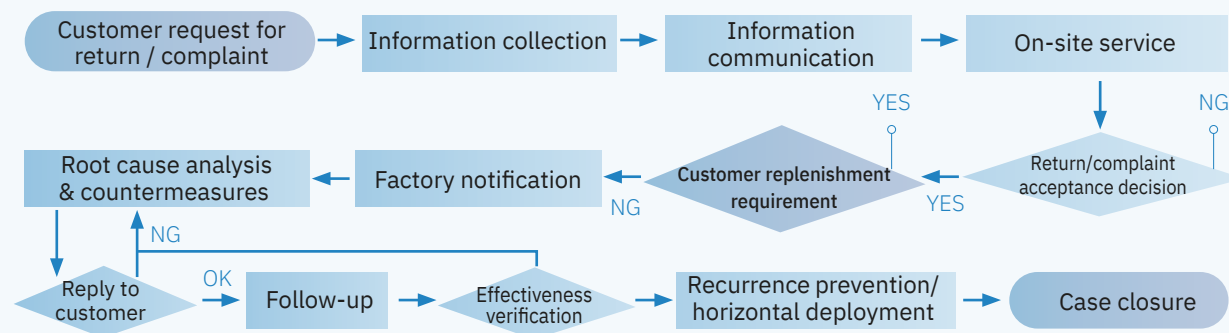 Customer request for
return / complaint
Information collection
Information
communication
On-site service
YES
NG
Return/complaint
acceptance decision
YES
Customer replenishment
requirement
NG
Factory notification
Root cause analysis
& countermeasures
NG
Reply to
customer
OK
Follow-up
Effectiveness
verification
Recurrence prevention/
horizontal deployment
Case closure